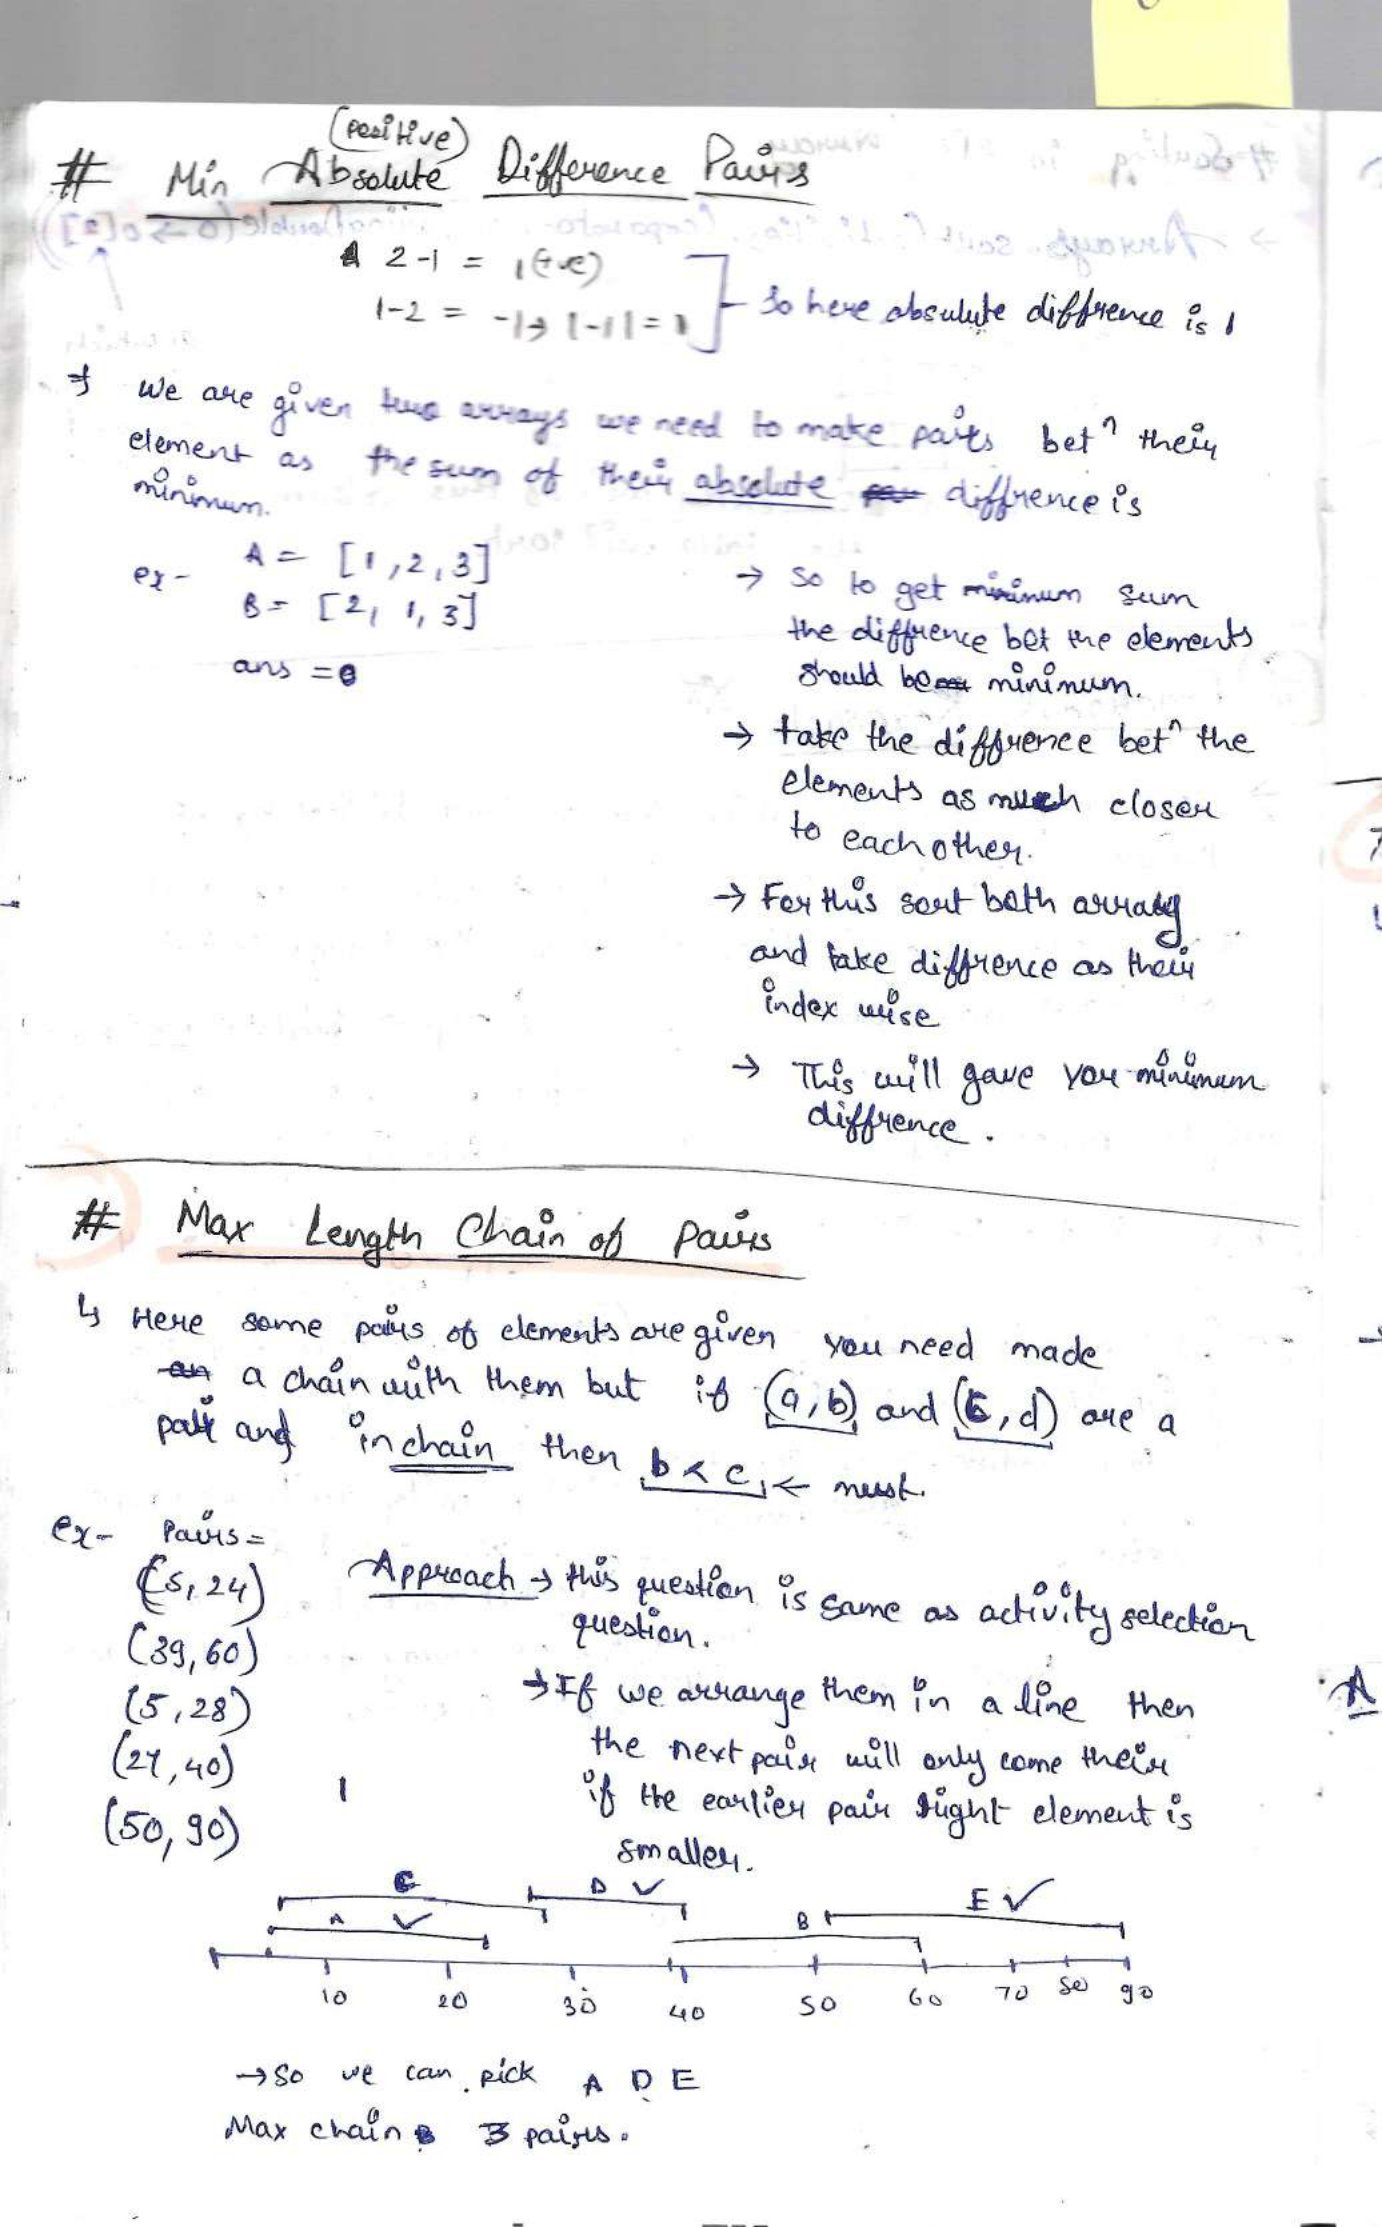 (positive)
# Min Absolute Difference Pairs
2-1 = 1(+ve)
1-2 = -1→ |-1| = 1
So here absulute diffrence is 1
→ We are given two arrays we need to make pairs betⁿ their
element as the sum of their absolute diffrence is
minimum.
ex- A = [1,2,3]
B = [2, 1, 3]
ans = 0
→ So to get minimum sum
the diffrence bet the elements
should be minimum.
→ take the diffrence betⁿ the
elements as much closer
to each other.
→ For this sort both array
and take diffrence as their
index wise
→ This will gave you minimum
diffrence.
# Max Length Chain of Pairs
↳ Here some pairs of elements are given you need made
a chain with them but if (a,b) and (c,d) are a
pair and in chain then b < c ← must.
ex- Pairs =
(5,24)
(39,60)
(5,28)
(27,40)
(50,90)
Approach → this question is same as activity selection
question.
→ If we arrange them in a line then
the next pair will only come their
if the earlier pair right element is
smaller.
C D ✓ E ✓
A ✓ B
10 20 30 40 50 60 70 80 90
→ So we can pick A D E
Max chain 3 pairs.
A